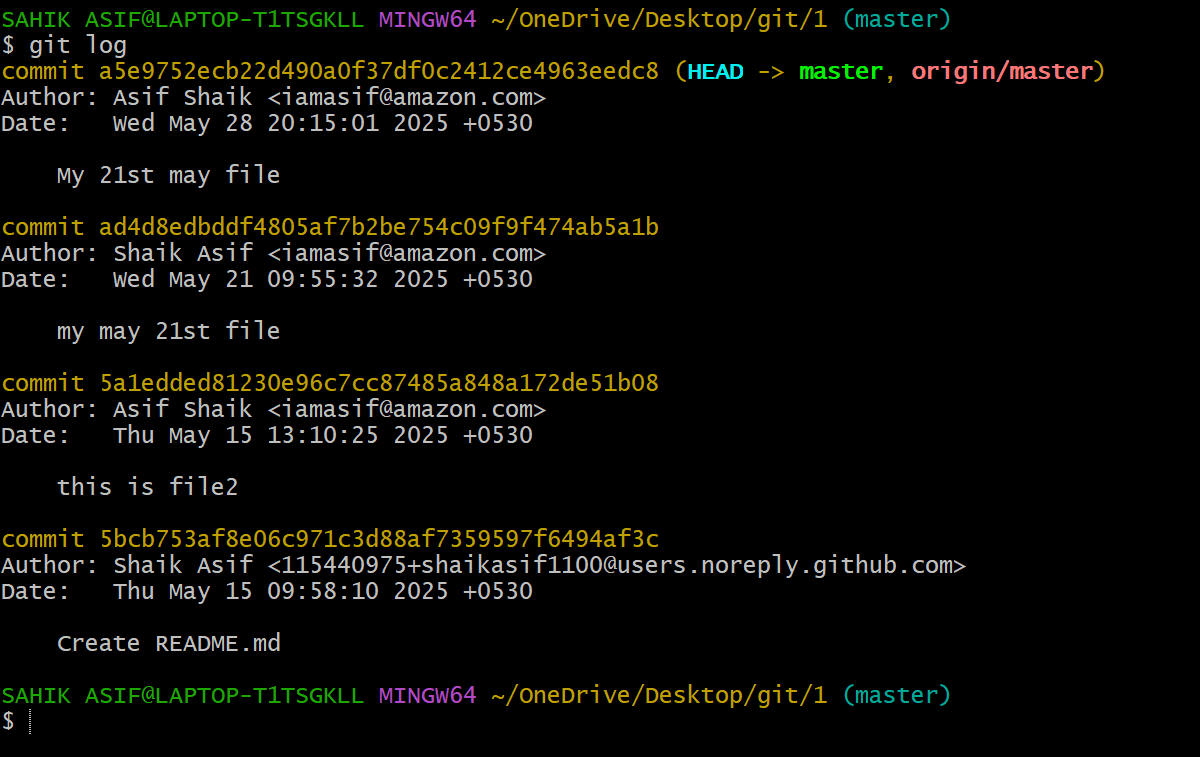 SAHIK ASIF@LAPTOP-T1TSGKLL MINGW64 ~/OneDrive/Desktop/git/1 (master)
$ git log
commit a5e9752ecb22d490a0f37df0c2412ce4963eedc8 (HEAD -> master, origin/master)
Author: Asif Shaik <iamasif@amazon.com>
Date:   Wed May 28 20:15:01 2025 +0530
My 21st may file
commit ad4d8edbddf4805af7b2be754c09f9f474ab5a1b
Author: Shaik Asif <iamasif@amazon.com>
Date:   Wed May 21 09:55:32 2025 +0530
my may 21st file
commit 5a1edded81230e96c7cc87485a848a172de51b08
Author: Asif Shaik <iamasif@amazon.com>
Date:   Thu May 15 13:10:25 2025 +0530
this is file2
commit 5bcb753af8e06c971c3d88af7359597f6494af3c
Author: Shaik Asif <115440975+shaikasif1100@users.noreply.github.com>
Date:   Thu May 15 09:58:10 2025 +0530
Create README.md
SAHIK ASIF@LAPTOP-T1TSGKLL MINGW64 ~/OneDrive/Desktop/git/1 (master)
$